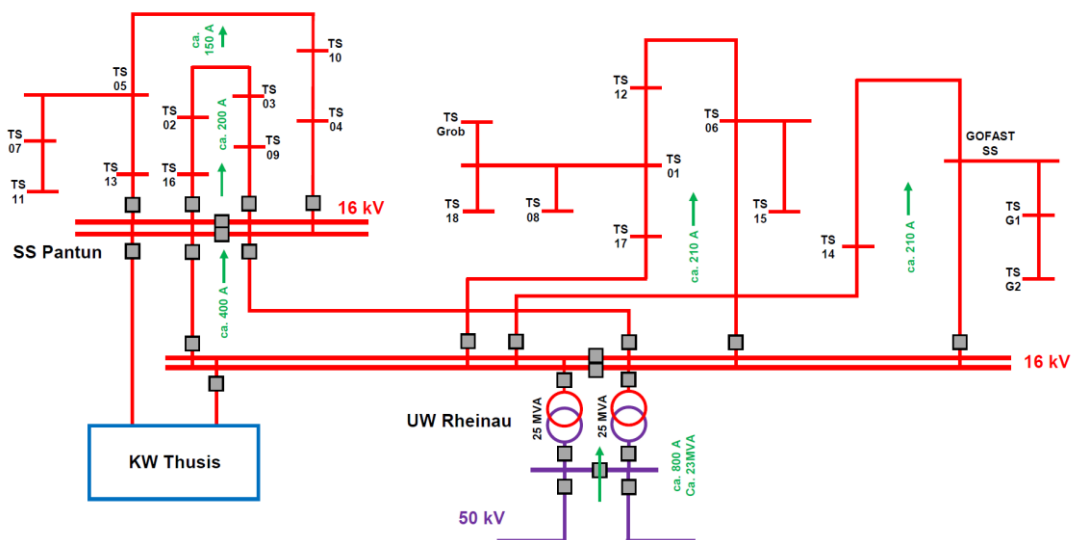 ca.
150 A
TS
10
TS
05
TS
03
TS
02
ca. 200 A
TS
04
TS
07
TS
09
TS
13
TS
16
TS
11
16 kV
SS Pantun
ca. 400 A
TS
12
TS
Grob
TS
06
TS
01
TS
18
TS
08
TS
15
TS
17
ca. 210 A
GOFAST
SS
ca. 210 A
TS
G1
TS
14
TS
G2
16 kV
UW Rheinau
25 MVA
25 MVA
KW Thusis
ca. 800 A
Ca. 23MVA
50 kV